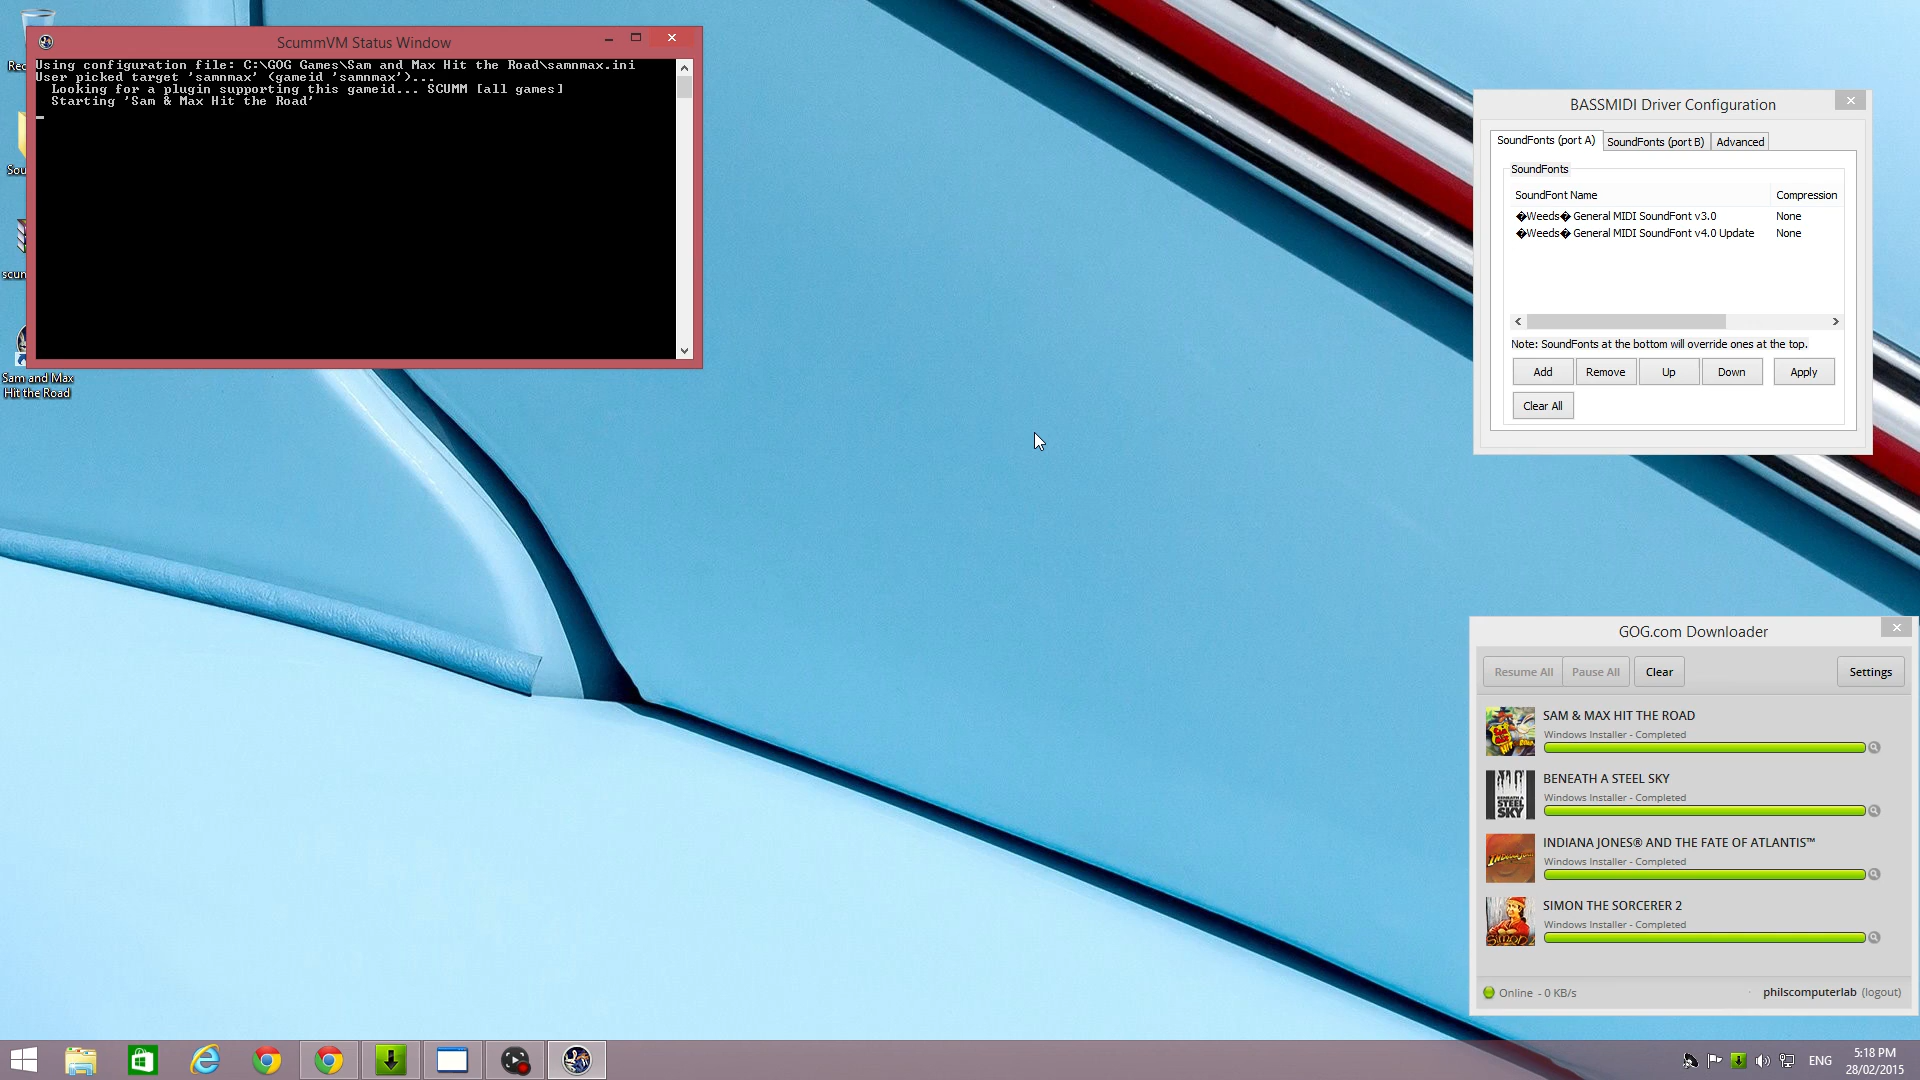 ScummVM Status Window
Using configuration file: C:\GOG Games\Sam and Max Hit the Road\samnmax.ini
User picked target 'samnmax' (gameid 'samnmax')...
Looking for a plugin supporting this gameid... SCUMM [all games]
Starting 'Sam & Max Hit the Road'
Rec
Sou
scum
Sam and Max
Hit the Road
BASSMIDI Driver Configuration
SoundFonts (port A) SoundFonts (port B) Advanced
SoundFonts
SoundFont Name Compression
�Weeds� General MIDI SoundFont v3.0 None
�Weeds� General MIDI SoundFont v4.0 Update None
Note: SoundFonts at the bottom will override ones at the top.
Add Remove Up Down Apply
Clear All
GOG.com Downloader
Resume All Pause All Clear Settings
SAM & MAX HIT THE ROAD
Windows Installer - Completed
BENEATH A STEEL SKY
Windows Installer - Completed
BENEATH A
STEEL
SKY
INDIANA JONES® AND THE FATE OF ATLANTIS™
Windows Installer - Completed
SIMON THE SORCERER 2
Windows Installer - Completed
Online - 0 KB/s philscomputerlab (logout)
ENG 5:18 PM
28/02/2015